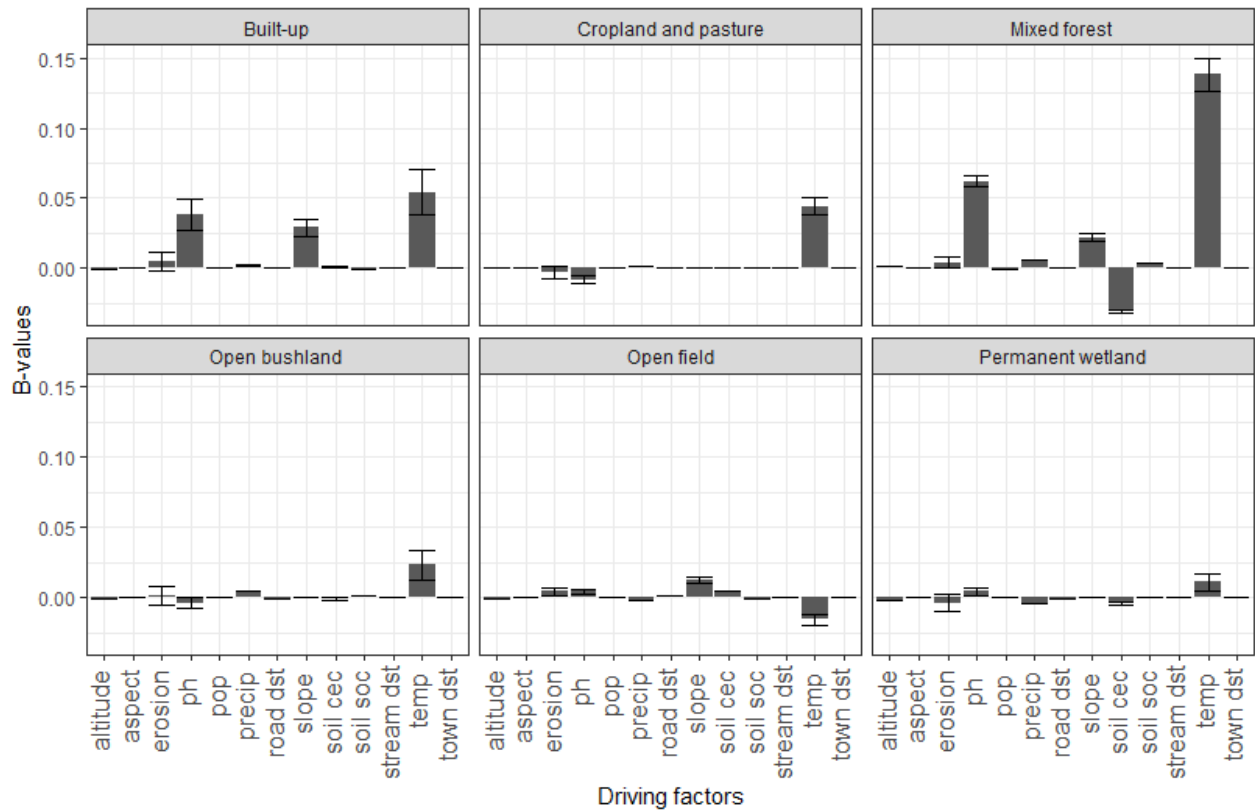 Built-up
Cropland and pasture
Mixed forest
0.15
0.10
0.05
0.00
Open bushland
Open field
Permanent wetland
0.15
0.10
0.05
0.00
B-values
altitude
aspect
erosion
ph
pop
precip
road dst
slope
soil cec
soil soc
stream dst
temp
town dst
altitude
aspect
erosion
ph
pop
precip
road dst
slope
soil cec
soil soc
stream dst
temp
town dst
altitude
aspect
erosion
ph
pop
precip
road dst
slope
soil cec
soil soc
stream dst
temp
town dst
Driving factors